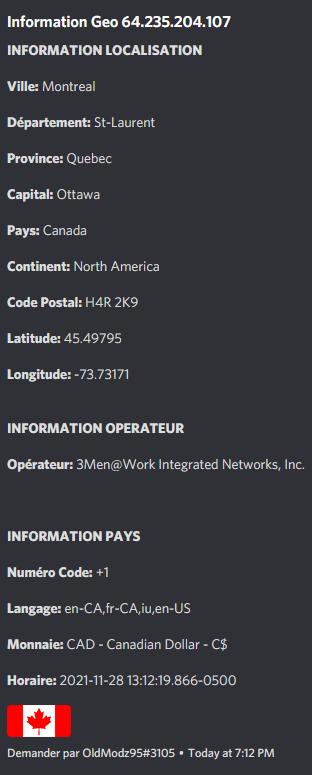 Information Geo 64.235.204.107
INFORMATION LOCALISATION
Ville: Montreal
Département: St-Laurent
Province: Quebec
Capital: Ottawa
Pays: Canada
Continent: North America
Code Postal: H4R 2K9
Latitude: 45.49795
Longitude: -73.73171
INFORMATION OPERATEUR
Opérateur: 3Men@Work Integrated Networks, Inc.
INFORMATION PAYS
Numéro Code: +1
Langage: en-CA,fr-CA,iu,en-US
Monnaie: CAD - Canadian Dollar - C$
Horaire: 2021-11-28 13:12:19.866-0500
Demander par OldModz95#3105 • Today at 7:12 PM